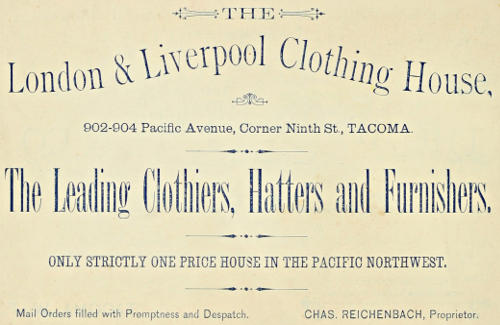 THE
London & Liverpool Clothing House,
902-904 Pacific Avenue, Corner Ninth St., TACOMA.
The Leading Clothiers, Hatters and Furnishers.
ONLY STRICTLY ONE PRICE HOUSE IN THE PACIFIC NORTHWEST.
Mail Orders filled with Promptness and Despatch. CHAS. REICHENBACH, Proprietor.